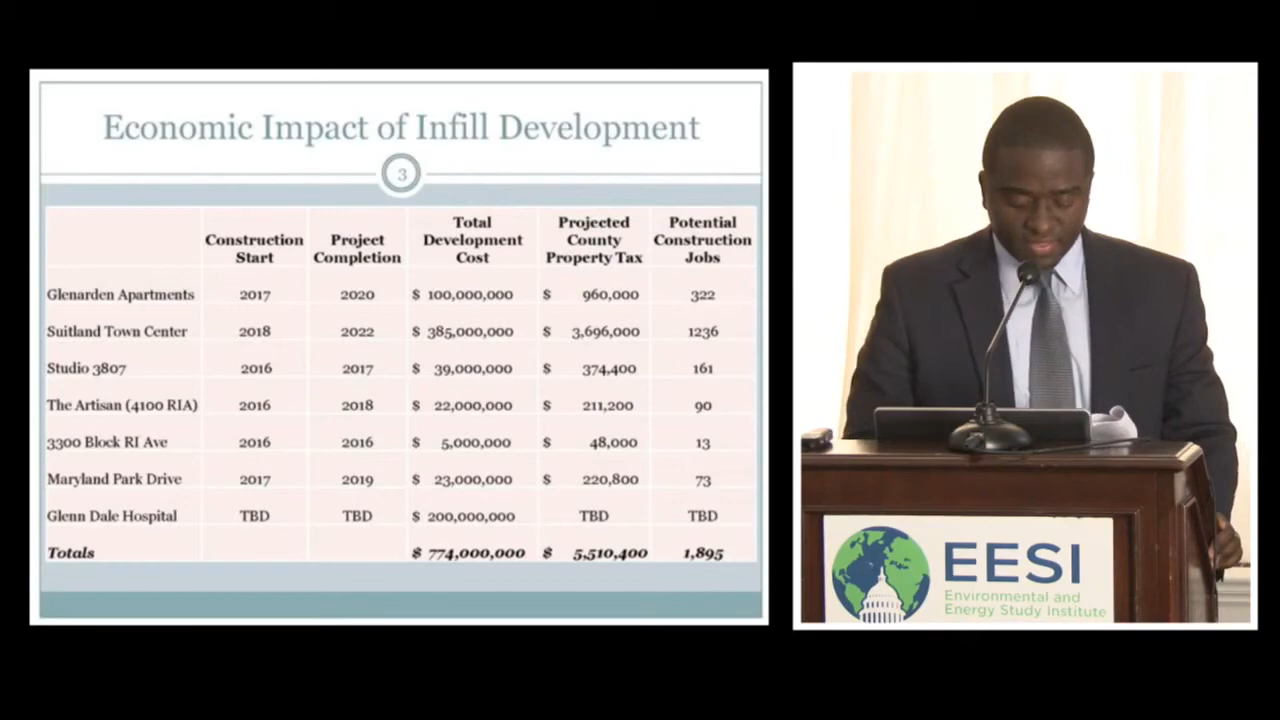 Economic Impact of Infill Development
3
Construction Start Project Completion Total Development Cost Projected County Property Tax Potential Construction Jobs
Glenarden Apartments 2017 2020 $ 100,000,000 $ 960,000 322
Suitland Town Center 2018 2022 $ 385,000,000 $ 3,696,000 1236
Studio 3807 2016 2017 $ 39,000,000 $ 374,400 161
The Artisan (4100 RIA) 2016 2018 $ 22,000,000 $ 211,200 90
3300 Block RI Ave 2016 2016 $ 5,000,000 $ 48,000 13
Maryland Park Drive 2017 2019 $ 23,000,000 $ 220,800 73
Glenn Dale Hospital TBD TBD $ 200,000,000 TBD TBD
Totals $ 774,000,000 $ 5,510,400 1,895
EESI
Environmental and
Energy Study Institute